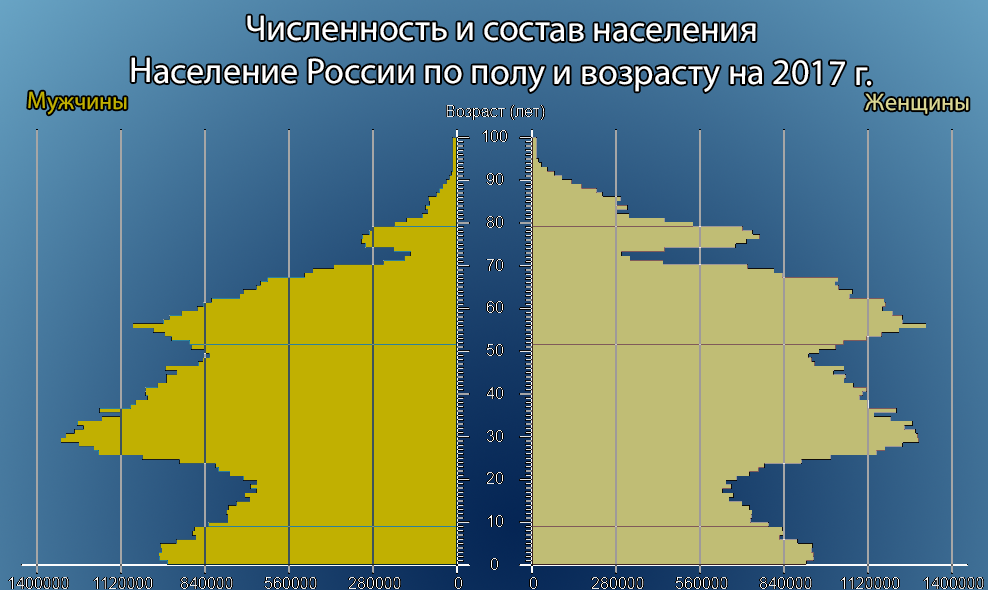 Численность и состав населения
Население России по полу и возрасту на 2017 г.
Мужчины
Возраст (лет)
Женщины
100
90
80
70
60
50
40
30
20
10
0
1400000 1120000 840000 560000 280000 0 0 280000 560000 840000 1120000 1400000